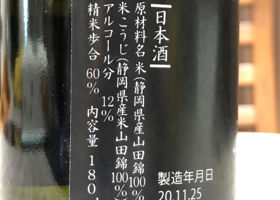 日本酒
原材料名 米(静岡県産山田錦100%)
米こうじ(静岡県産米山田錦100%)
アルコール分 12%
精米歩合 60% 内容量 180
製造年月日
20.11.25